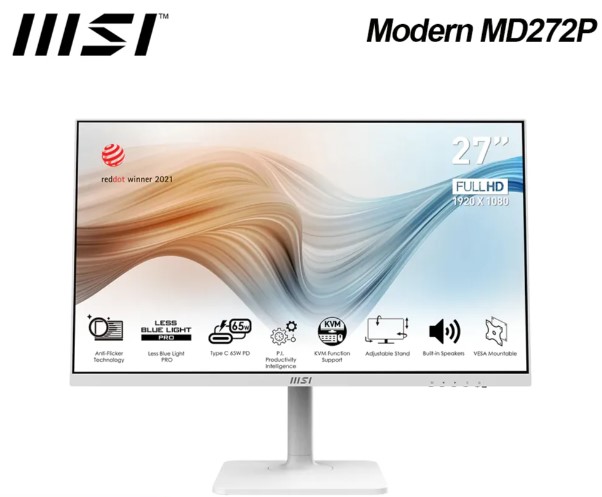 msi™
Modern MD272P
reddot winner 2021
27”
FULL HD
1920 X 1080
LESS
BLUE LIGHT
PRO
65w
KVM
Anti-Flicker
Technology
Less Blue Light
PRO
Type C 65W PD
P.I.
Productivity
Intelligence
KVM Function
Support
Adjustable Stand
Built-in Speakers
VESA Mountable
msi